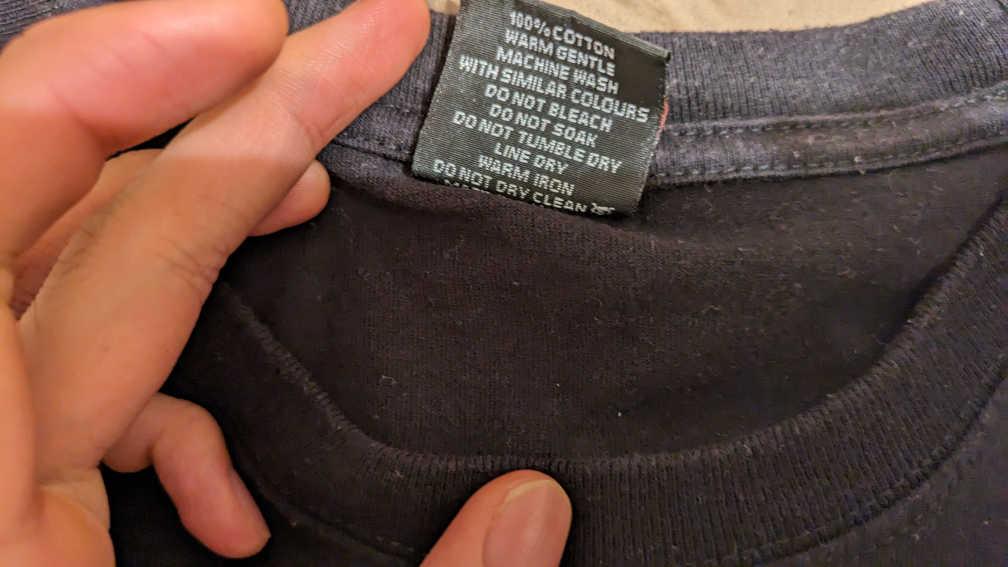 100% COTTON
WARM GENTLE
MACHINE WASH
WITH SIMILAR COLOURS
DO NOT BLEACH
DO NOT SOAK
DO NOT TUMBLE DRY
LINE DRY
WARM IRON
DO NOT DRY CLEAN